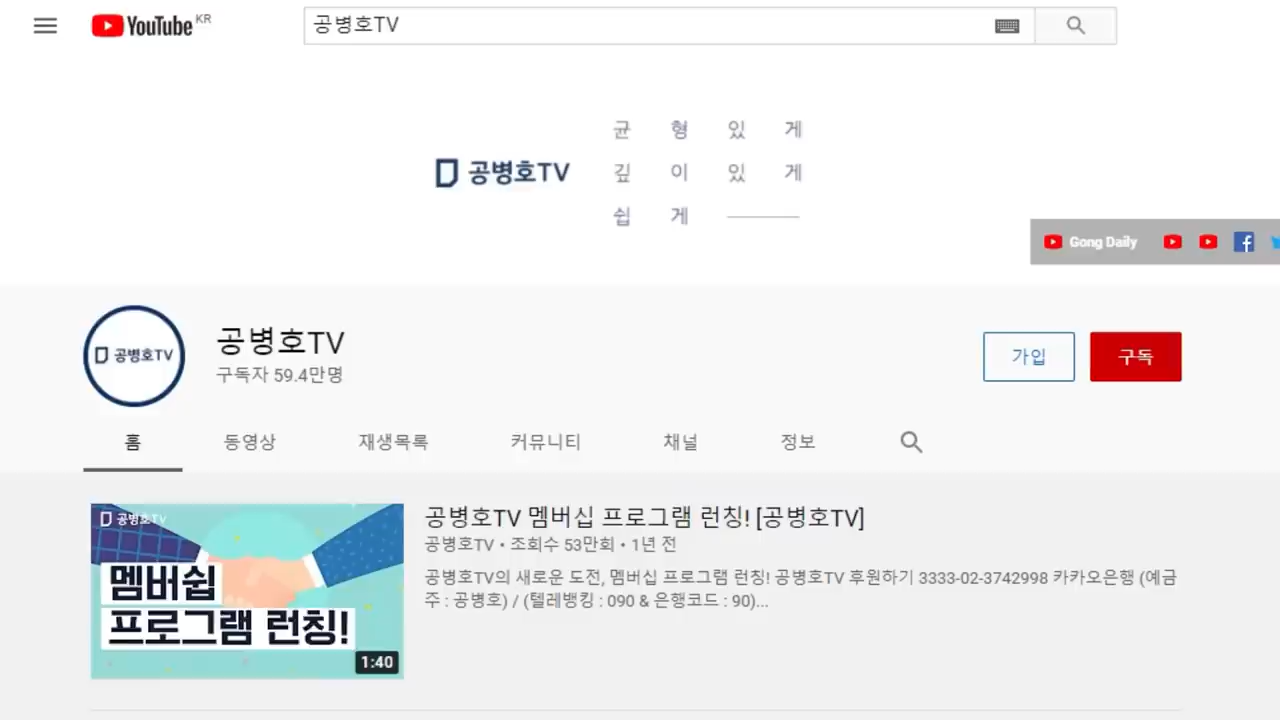 YouTube KR
공병호TV
균형있게
공병호TV
깊이있게
쉽게
Gong Daily
공병호TV
공병호TV
구독자 59.4만명
가입
구독
홈
동영상
재생목록
커뮤니티
채널
정보
공병호TV
멤버쉽
프로그램 런칭!
1:40
공병호TV 멤버십 프로그램 런칭! [공병호TV]
공병호TV • 조회수 53만회 • 1년 전
공병호TV의 새로운 도전, 멤버십 프로그램 런칭! 공병호TV 후원하기 3333-02-3742998 카카오은행 (예금
주 : 공병호) / (텔레뱅킹 : 090 & 은행코드 : 90)...